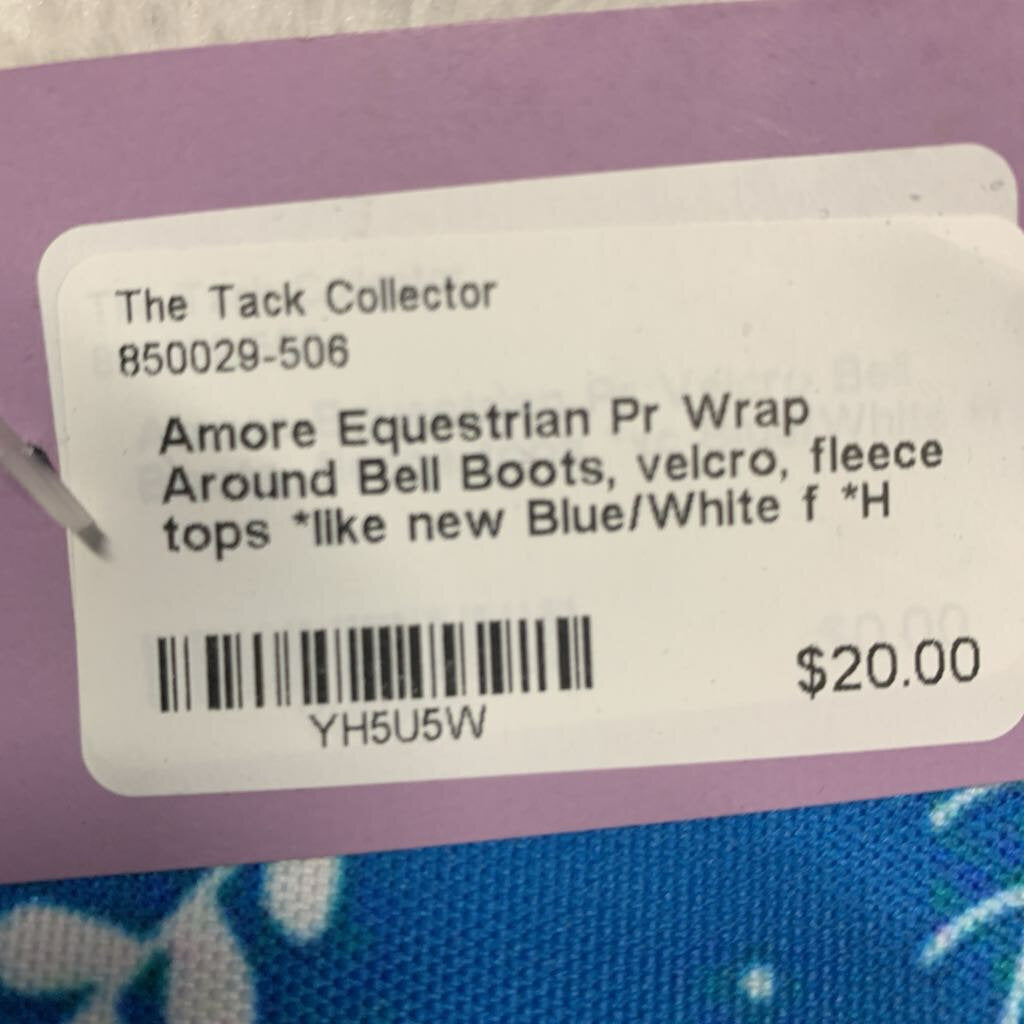 The Tack Collector
850029-506
Amore Equestrian Pr Wrap
Around Bell Boots, velcro, fleece
tops *like new Blue/White f *H
YH5U5W
$20.00